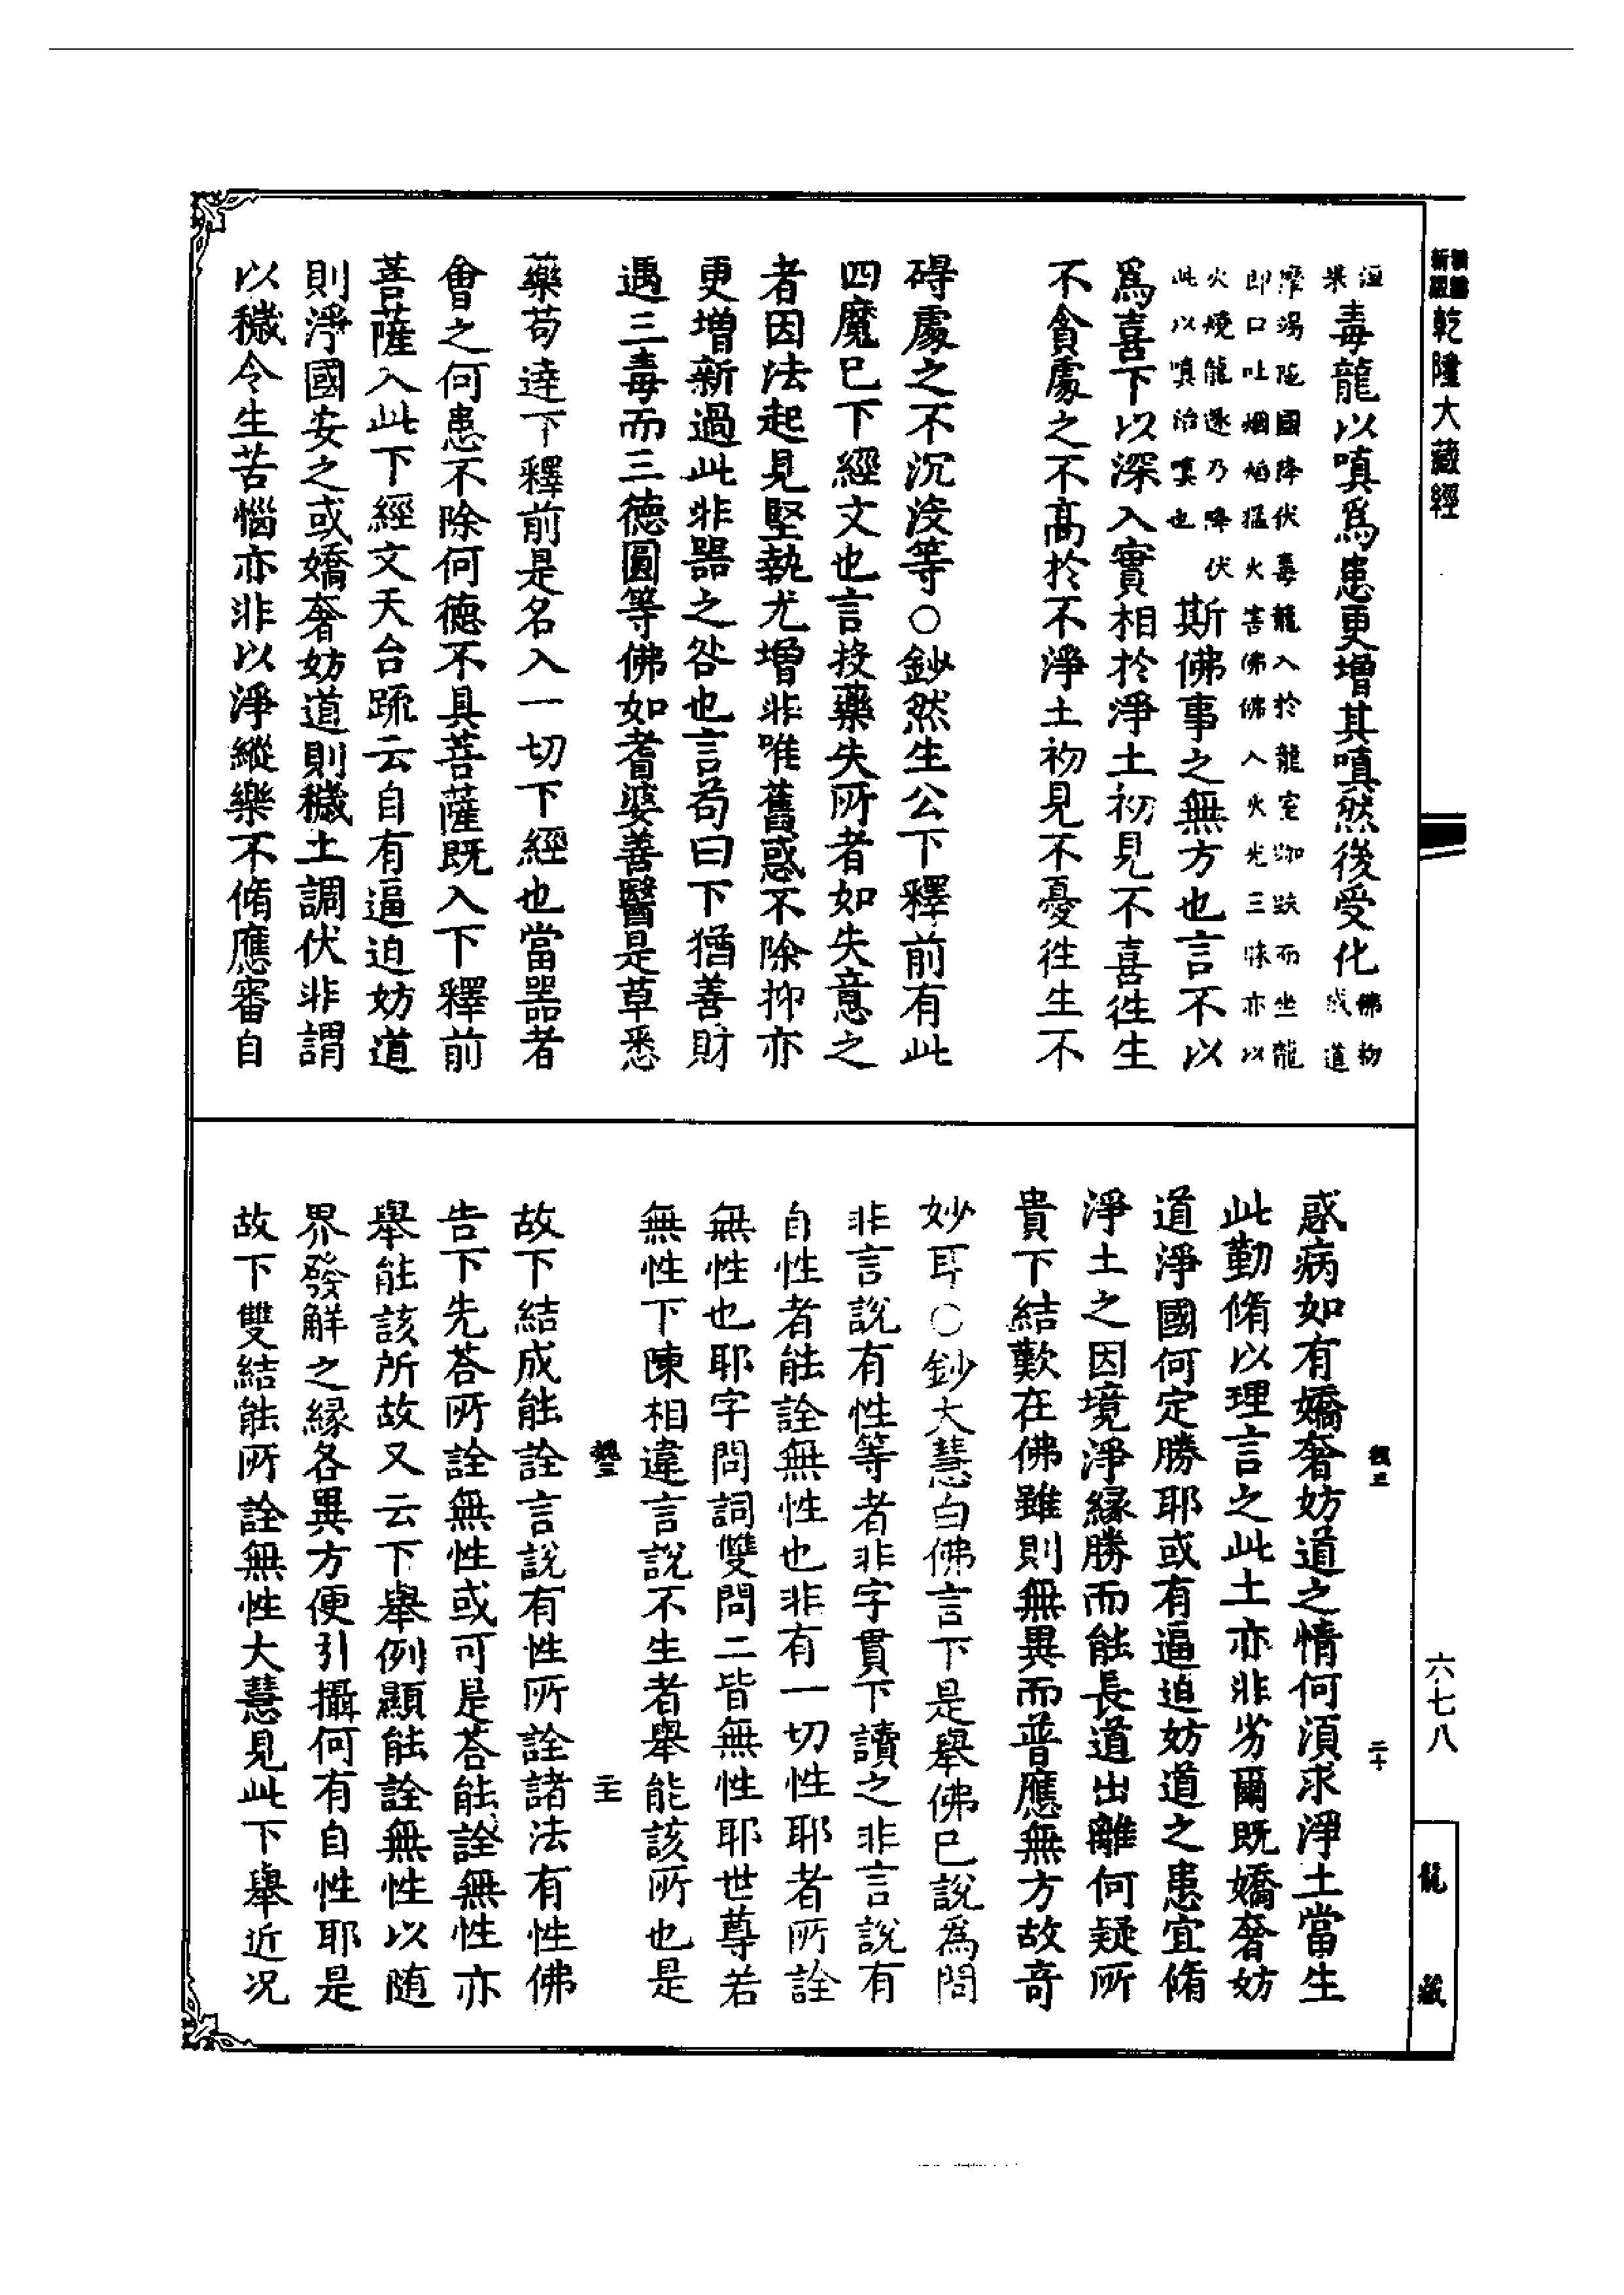 乾隆大藏經
洹槃毒龍以嗔爲患更增其嗔然後受化佛初成道
摩竭陁國降伏毒龍入於龍室跏趺而坐龍
即口吐烟焰猛火害佛佛入火光三昧亦以
火燒龍遂乃降伏此以嗔治嗔也斯佛事之無方也言不以
爲喜下以深入實相於淨土初見不喜徃生
不貪處之不高於不淨土初見不憂徃生不
碍處之不沉沒等○鈔然生公下釋前有此
四魔巳下經文也言投藥失所者如失意之
者因法起見堅執尤增非唯舊惑不除抑亦
更增新過此非噐之咎也言苟曰下猶善財
遇三毒而三德圓等佛如耆婆善醫是草悉
藥苟逹下釋前是名入一切下經也當噐者
會之何患不除何德不具菩薩既入下釋前
菩薩入此下經文天台䟽云自有逼迫妨道
則淨國安之或嬌奢妨道則穢土調伏非謂
以穢令生苦惱亦非以淨縱樂不脩應審自
惑病如有嬌奢妨道之情何湏求淨土當生
此勤脩以理言之此土亦非劣爾既嬌奢妨
道淨國何定勝耶或有逼迫妨道之患宜脩
淨土之因境淨緣勝而能長道出離何疑所
貴下結歎在佛雖則無異而普應無方故奇
妙耳○鈔大慧白佛言下是舉佛巳說爲問
非言說有性等者非字貫下讀之非言說有
自性者能詮無性也非有一切性耶者所詮
無性也耶字問詞雙問二皆無性耶世尊若
無性下陳相違言說不生者舉能該所也是
故下結成能詮言說有性所詮諸法有性佛
告下先荅所詮無性或可是荅能詮無性亦
舉能該所故又云下舉例顯能詮無性以随
界發解之緣各異方便引攝何有自性耶是
故下雙結能所詮無性大慧見此下舉近况
二十
六七八
龍藏